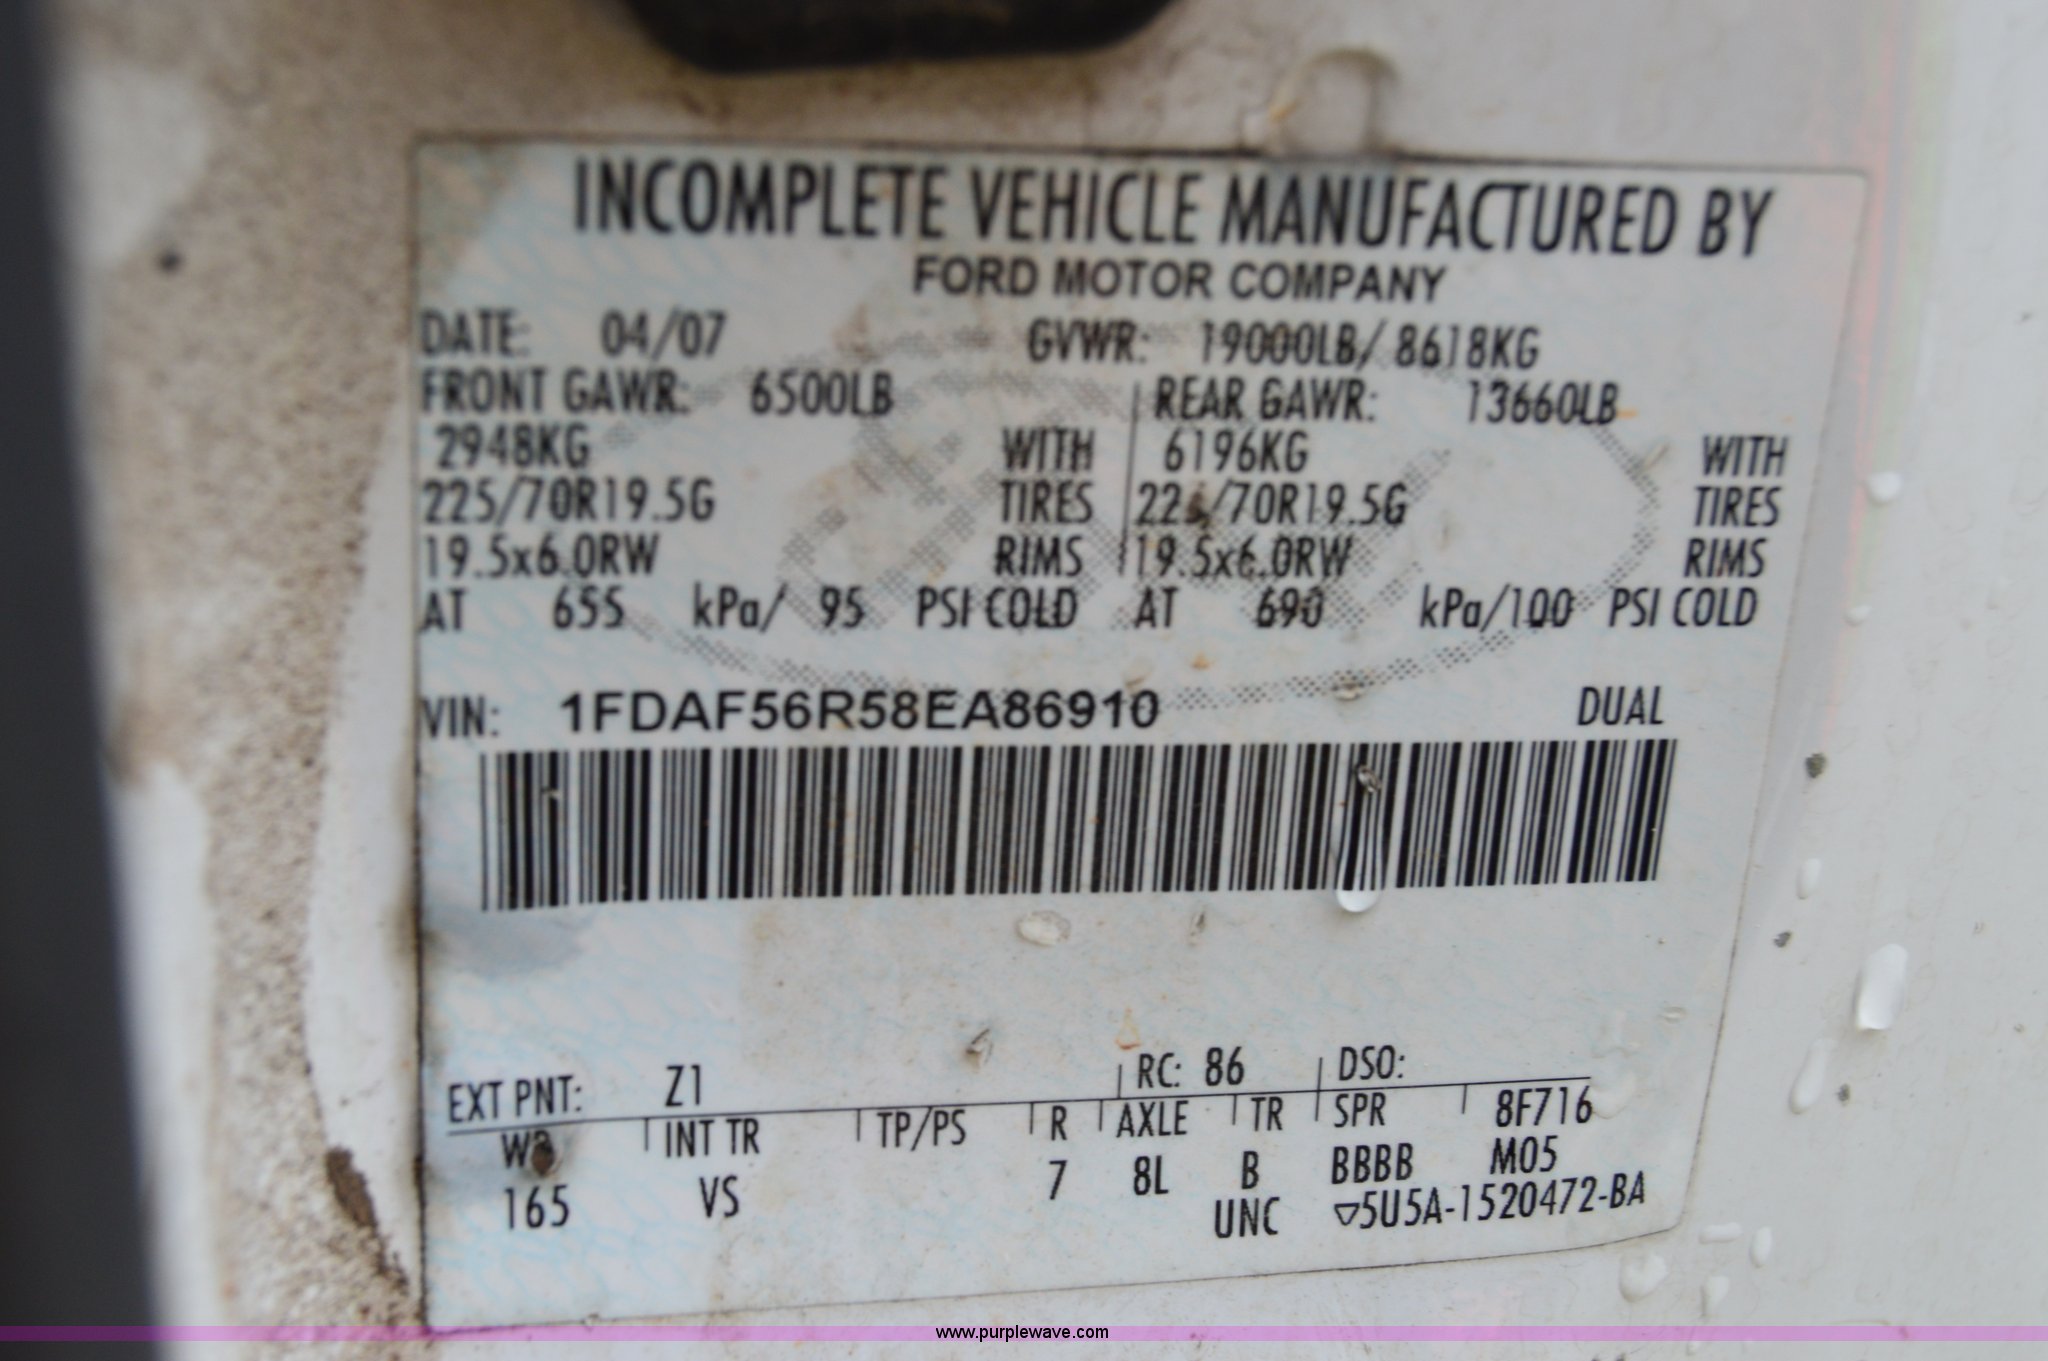 INCOMPLETE VEHICLE MANUFACTURED BY
FORD MOTOR COMPANY
DATE: 04/07 GVWR: 19000LB/ 8618KG
FRONT GAWR: 6500LB REAR GAWR: 13660LB
2948KG WITH 6196KG WITH
225/70R19.5G TIRES 225/70R19.5G TIRES
19.5x6.0RW RIMS 19.5x6.0RW RIMS
AT 655 kPa/ 95 PSI COLD AT 690 kPa/100 PSI COLD
VIN: 1FDAF56R58EA86910 DUAL
EXT PNT: Z1 RC: 86 DSO:
WB INT TR TP/PS R AXLE TR SPR 8F716
165 VS 7 8L B BBBB M05
UNC ▽5U5A-1520472-BA
www.purplewave.com